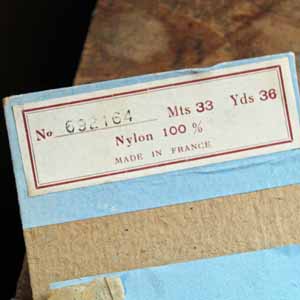 No 692164 Mts 33 Yds 36
Nylon 100 %
MADE IN FRANCE